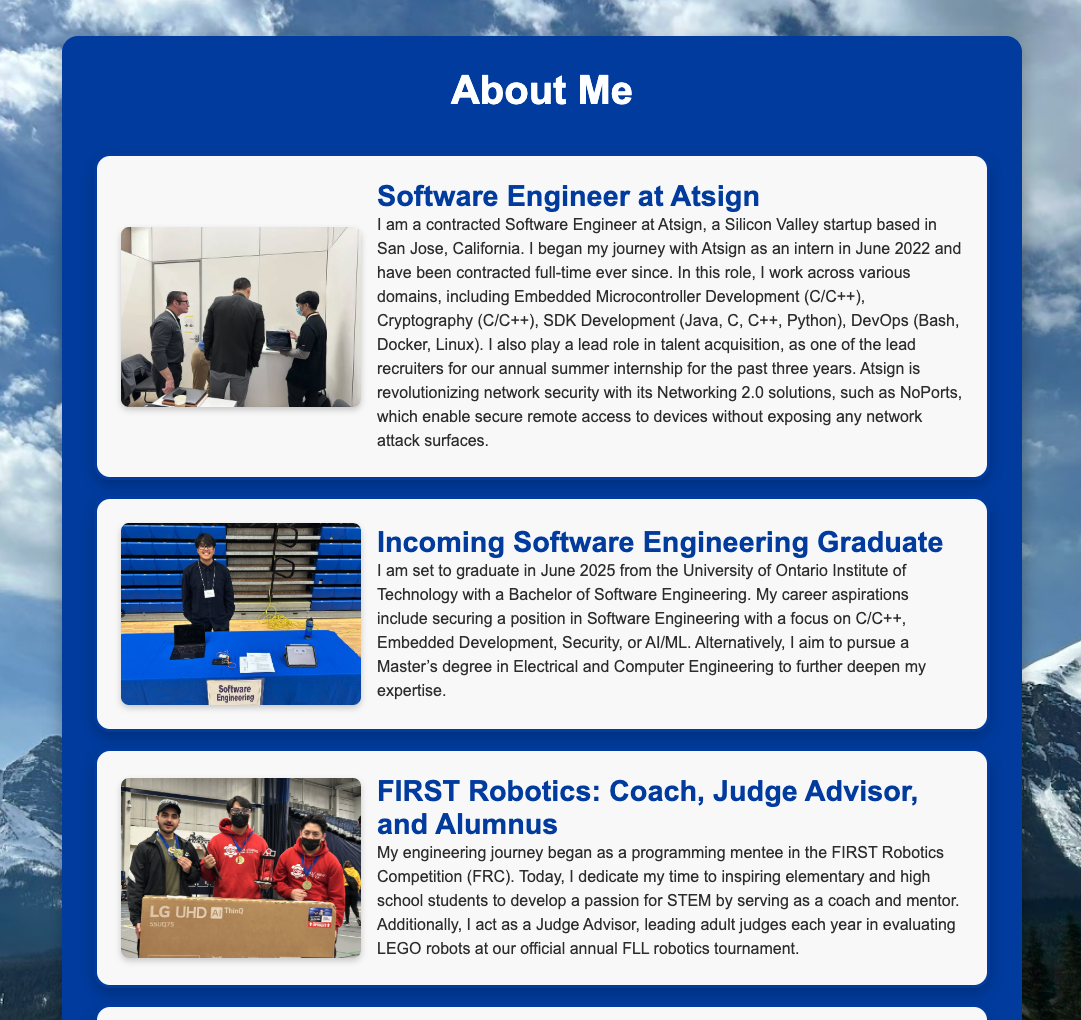 About Me
Software Engineer at Atsign
I am a contracted Software Engineer at Atsign, a Silicon Valley startup based in
San Jose, California. I began my journey with Atsign as an intern in June 2022 and
have been contracted full-time ever since. In this role, I work across various
domains, including Embedded Microcontroller Development (C/C++),
Cryptography (C/C++), SDK Development (Java, C, C++, Python), DevOps (Bash,
Docker, Linux). I also play a lead role in talent acquisition, as one of the lead
recruiters for our annual summer internship for the past three years. Atsign is
revolutionizing network security with its Networking 2.0 solutions, such as NoPorts,
which enable secure remote access to devices without exposing any network
attack surfaces.
Software
Engineering
Incoming Software Engineering Graduate
I am set to graduate in June 2025 from the University of Ontario Institute of
Technology with a Bachelor of Software Engineering. My career aspirations
include securing a position in Software Engineering with a focus on C/C++,
Embedded Development, Security, or AI/ML. Alternatively, I aim to pursue a
Master’s degree in Electrical and Computer Engineering to further deepen my
expertise.
LG UHD AI ThinQ
55UQ75
FIRST Robotics: Coach, Judge Advisor,
and Alumnus
My engineering journey began as a programming mentee in the FIRST Robotics
Competition (FRC). Today, I dedicate my time to inspiring elementary and high
school students to develop a passion for STEM by serving as a coach and mentor.
Additionally, I act as a Judge Advisor, leading adult judges each year in evaluating
LEGO robots at our official annual FLL robotics tournament.